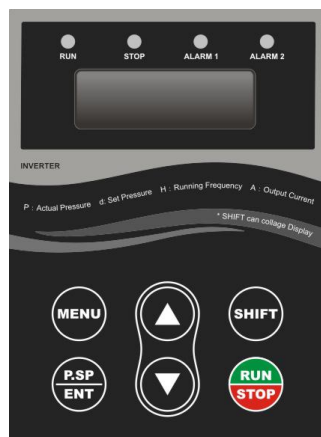 RUN STOP ALARM 1 ALARM 2
INVERTER
P : Actual Pressure d: Set Pressure H : Running Frequency A : Output Current
* SHIFT can collage Display
MENU SHIFT
P.SP
ENT
RUN
STOP